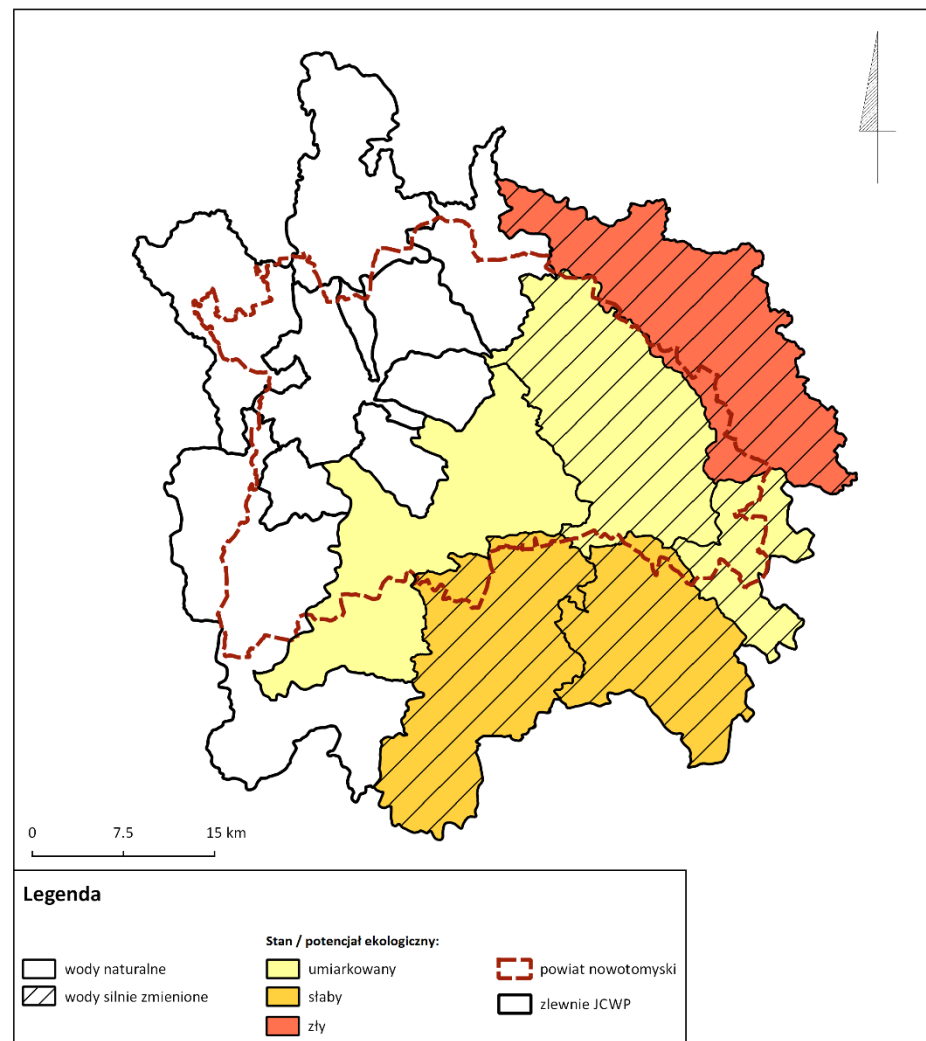 0 7.5 15 km
Legenda
Stan / potencjał ekologiczny:
wody naturalne umiarkowany powiat nowotomyski
wody silnie zmienione słaby zlewnie JCWP
zły